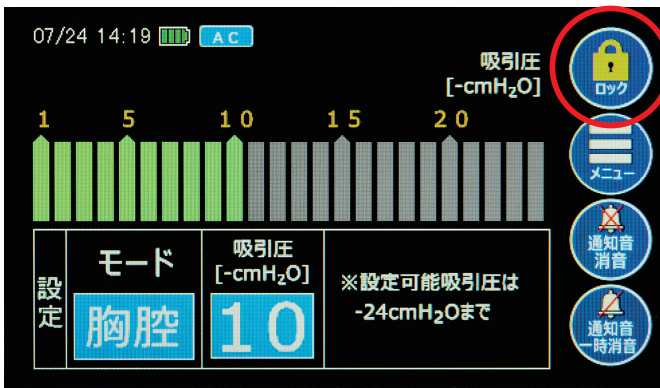 07/24 14:19 AC
吸引圧
[-cmH₂O]
ロック
1 5 10 15 20
メニュー
モード
吸引圧
[-cmH₂O]
設定
胸腔
10
※設定可能吸引圧は
-24cmH₂Oまで
通知音
消音
通知音
一時消音